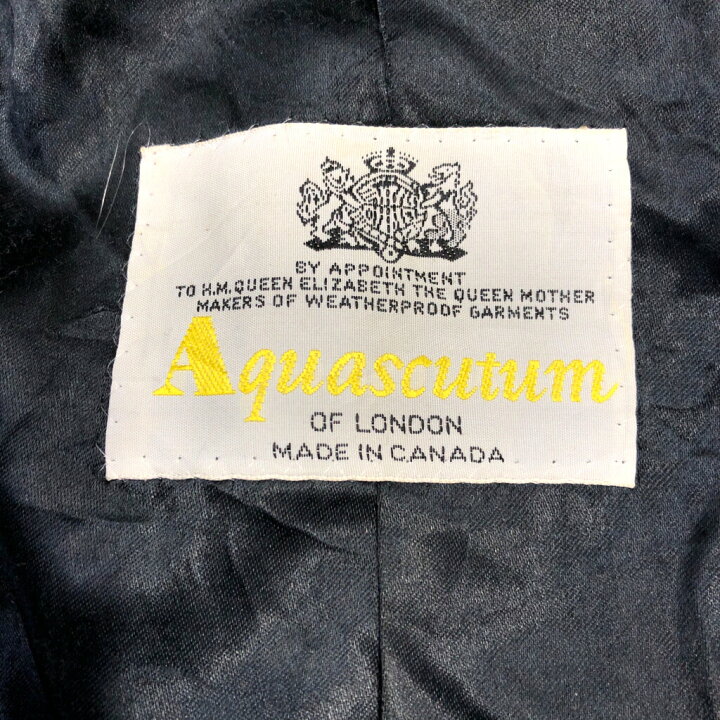 BY APPOINTMENT
TO H.M.QUEEN ELIZABETH THE QUEEN MOTHER
MAKERS OF WEATHERPROOF GARMENTS
Aquascutum
OF LONDON
MADE IN CANADA